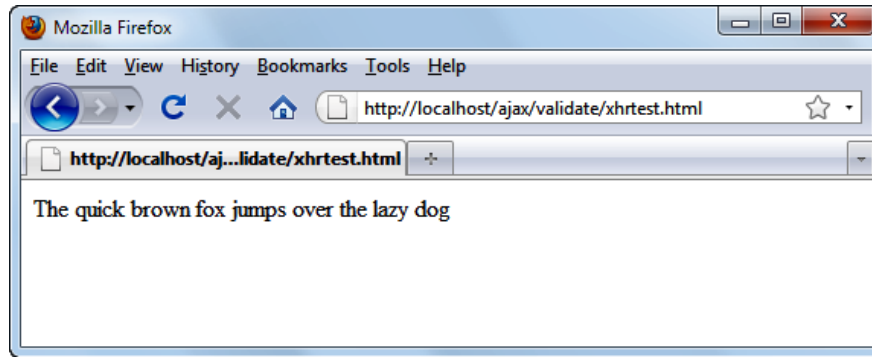 Mozilla Firefox
File Edit View History Bookmarks Tools Help
http://localhost/ajax/validate/xhrtest.html
http://localhost/aj...lidate/xhrtest.html
The quick brown fox jumps over the lazy dog